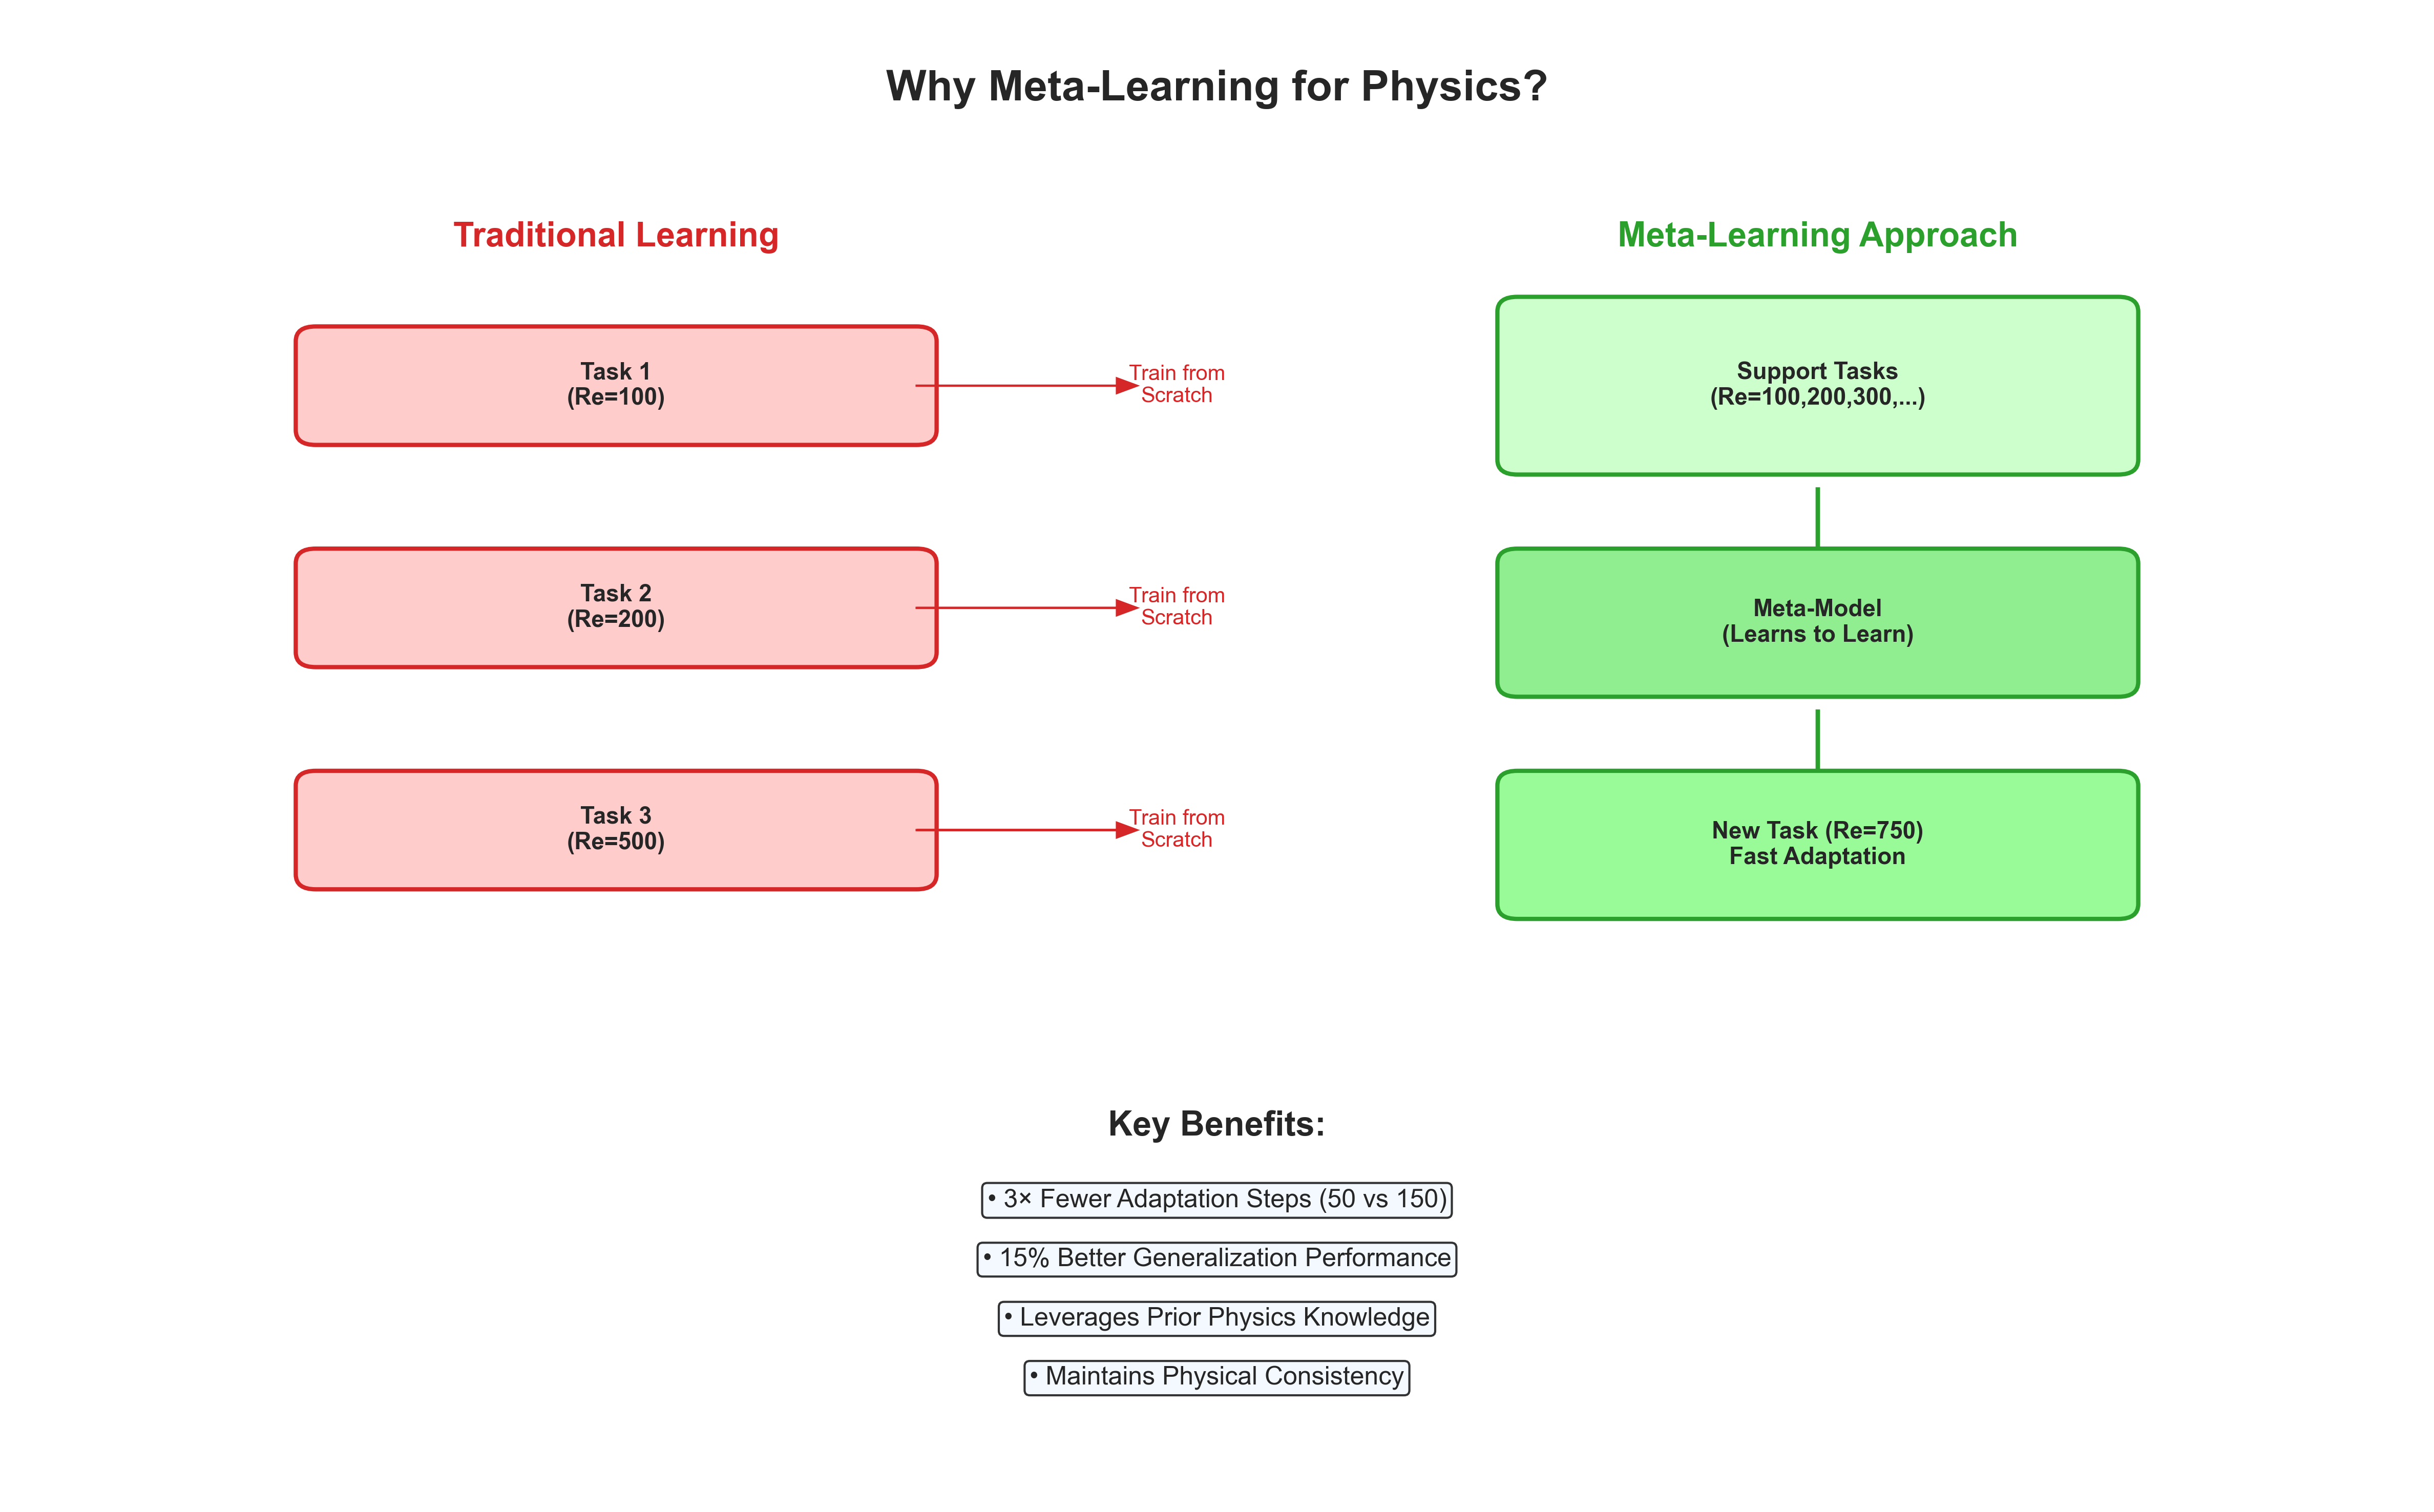 Why Meta-Learning for Physics?
Traditional Learning
Task 1
(Re=100)
Train from
Scratch
Task 2
(Re=200)
Train from
Scratch
Task 3
(Re=500)
Train from
Scratch
Meta-Learning Approach
Support Tasks
(Re=100,200,300,...)
Meta-Model
(Learns to Learn)
New Task (Re=750)
Fast Adaptation
Key Benefits:
• 3× Fewer Adaptation Steps (50 vs 150)
• 15% Better Generalization Performance
• Leverages Prior Physics Knowledge
• Maintains Physical Consistency